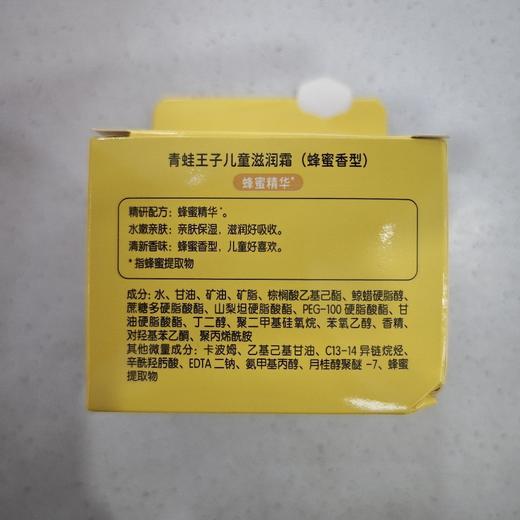 青蛙王子儿童滋润霜（蜂蜜香型）
蜂蜜精华*
精研配方：蜂蜜精华*。
水嫩亲肤：亲肤保湿，滋润好吸收。
清新香味：蜂蜜香型，儿童好喜欢。
*指蜂蜜提取物
成分：水、甘油、矿油、矿脂、棕榈酸乙基己酯、鲸蜡硬脂醇、
蔗糖多硬脂酸酯、山梨坦硬脂酸酯、PEG-100 硬脂酸酯、甘
油硬脂酸酯、丁二醇、聚二甲基硅氧烷、苯氧乙醇、香精、
对羟基苯乙酮、聚丙烯酰胺
其他微量成分：卡波姆、乙基己基甘油、C13-14 异链烷烃、
辛酰羟肟酸、EDTA 二钠、氨甲基丙醇、月桂醇聚醚 -7、蜂蜜
提取物